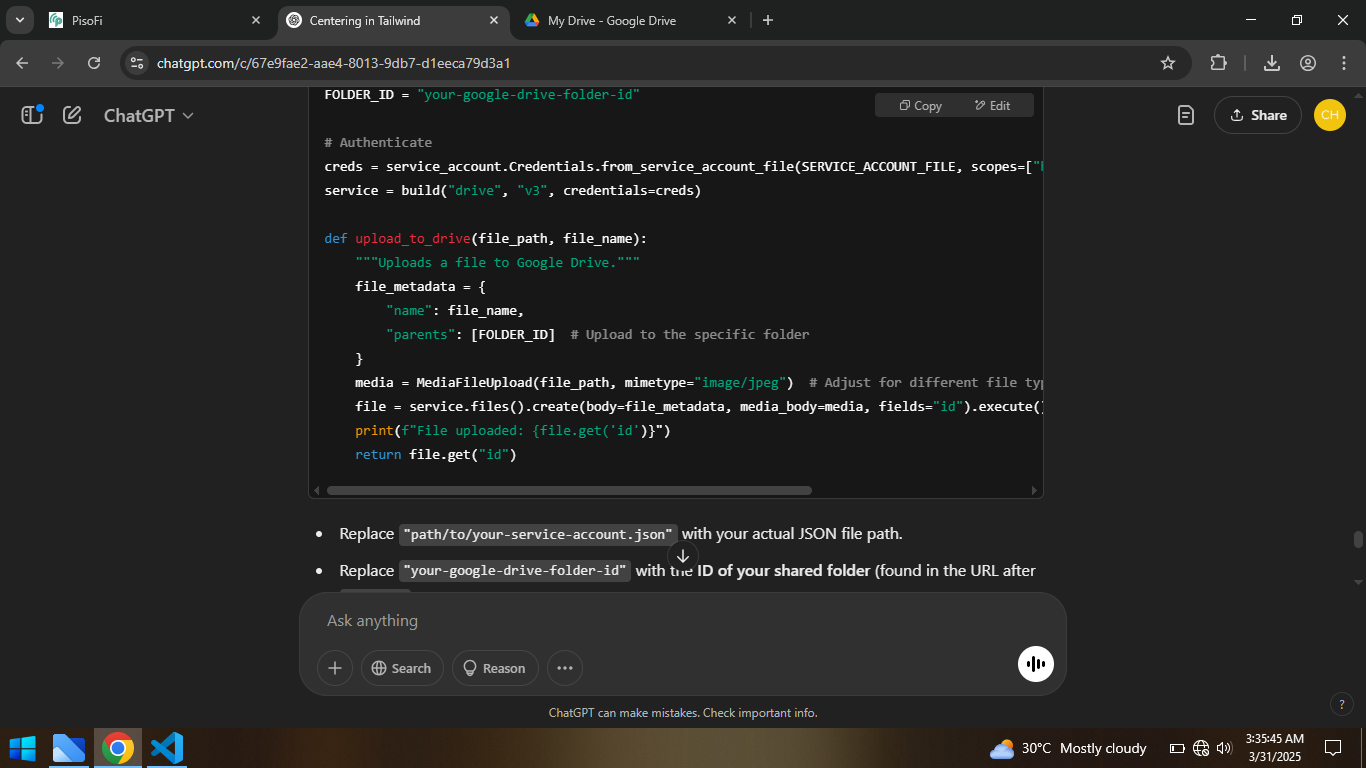 PisoFi
Centering in Tailwind
My Drive - Google Drive
chatgpt.com/c/67e9fae2-aae4-8013-9db7-d1eeca79d3a1
ChatGPT
Share
CH
FOLDER_ID = "your-google-drive-folder-id"
Copy
Edit
# Authenticate
creds = service_account.Credentials.from_service_account_file(SERVICE_ACCOUNT_FILE, scopes=["
service = build("drive", "v3", credentials=creds)
def upload_to_drive(file_path, file_name):
"""Uploads a file to Google Drive."""
file_metadata = {
"name": file_name,
"parents": [FOLDER_ID]  # Upload to the specific folder
}
media = MediaFileUpload(file_path, mimetype="image/jpeg")  # Adjust for different file typ
file = service.files().create(body=file_metadata, media_body=media, fields="id").execute()
print(f"File uploaded: {file.get('id')}")
return file.get("id")
• Replace "path/to/your-service-account.json" with your actual JSON file path.
• Replace "your-google-drive-folder-id" with the ID of your shared folder (found in the URL after
Ask anything
Search
Reason
ChatGPT can make mistakes. Check important info.
?
30°C Mostly cloudy
3:35:45 AM
3/31/2025